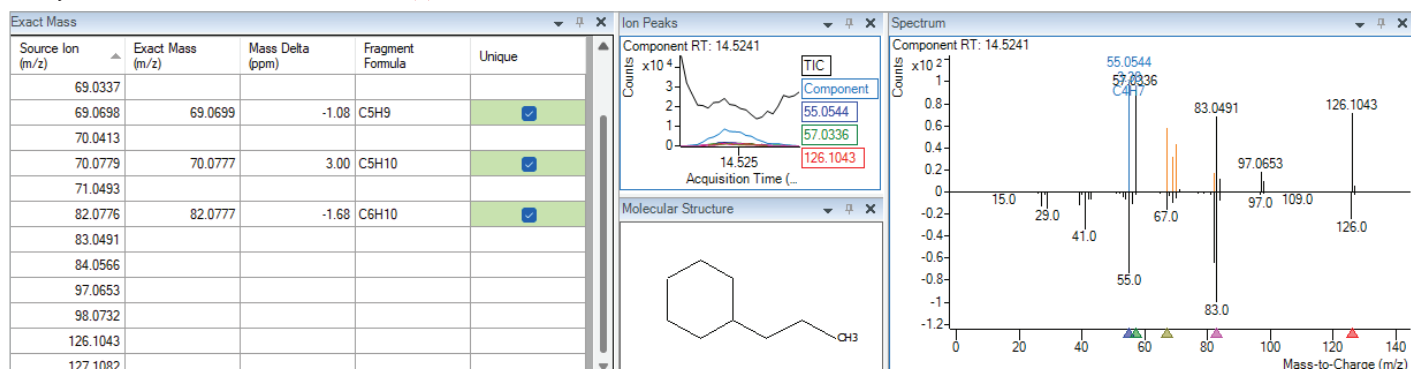 Exact Mass
Source Ion (m/z) Exact Mass (m/z) Mass Delta (ppm) Fragment Formula Unique
69.0337
69.0698 69.0699 -1.08 C5H9
70.0413
70.0779 70.0777 3.00 C5H10
71.0493
82.0776 82.0777 -1.68 C6H10
83.0491
84.0566
97.0653
98.0732
126.1043
127.1082
Ion Peaks
Component RT: 14.5241
Counts
x10 4
3
2
1
0
TIC
Component
55.0544
57.0336
126.1043
14.525
Acquisition Time (...
Molecular Structure
CH3
Spectrum
Component RT: 14.5241
Counts
x10 2
1
0.8
0.6
0.4
0.2
0
-0.2
-0.4
-0.6
-0.8
-1
-1.2
55.0544
57.0336
C4H7
83.0491
126.1043
97.0653
15.0
29.0
41.0
55.0
67.0
83.0
97.0
109.0
126.0
0 20 40 60 80 100 120 140
Mass-to-Charge (m/z)